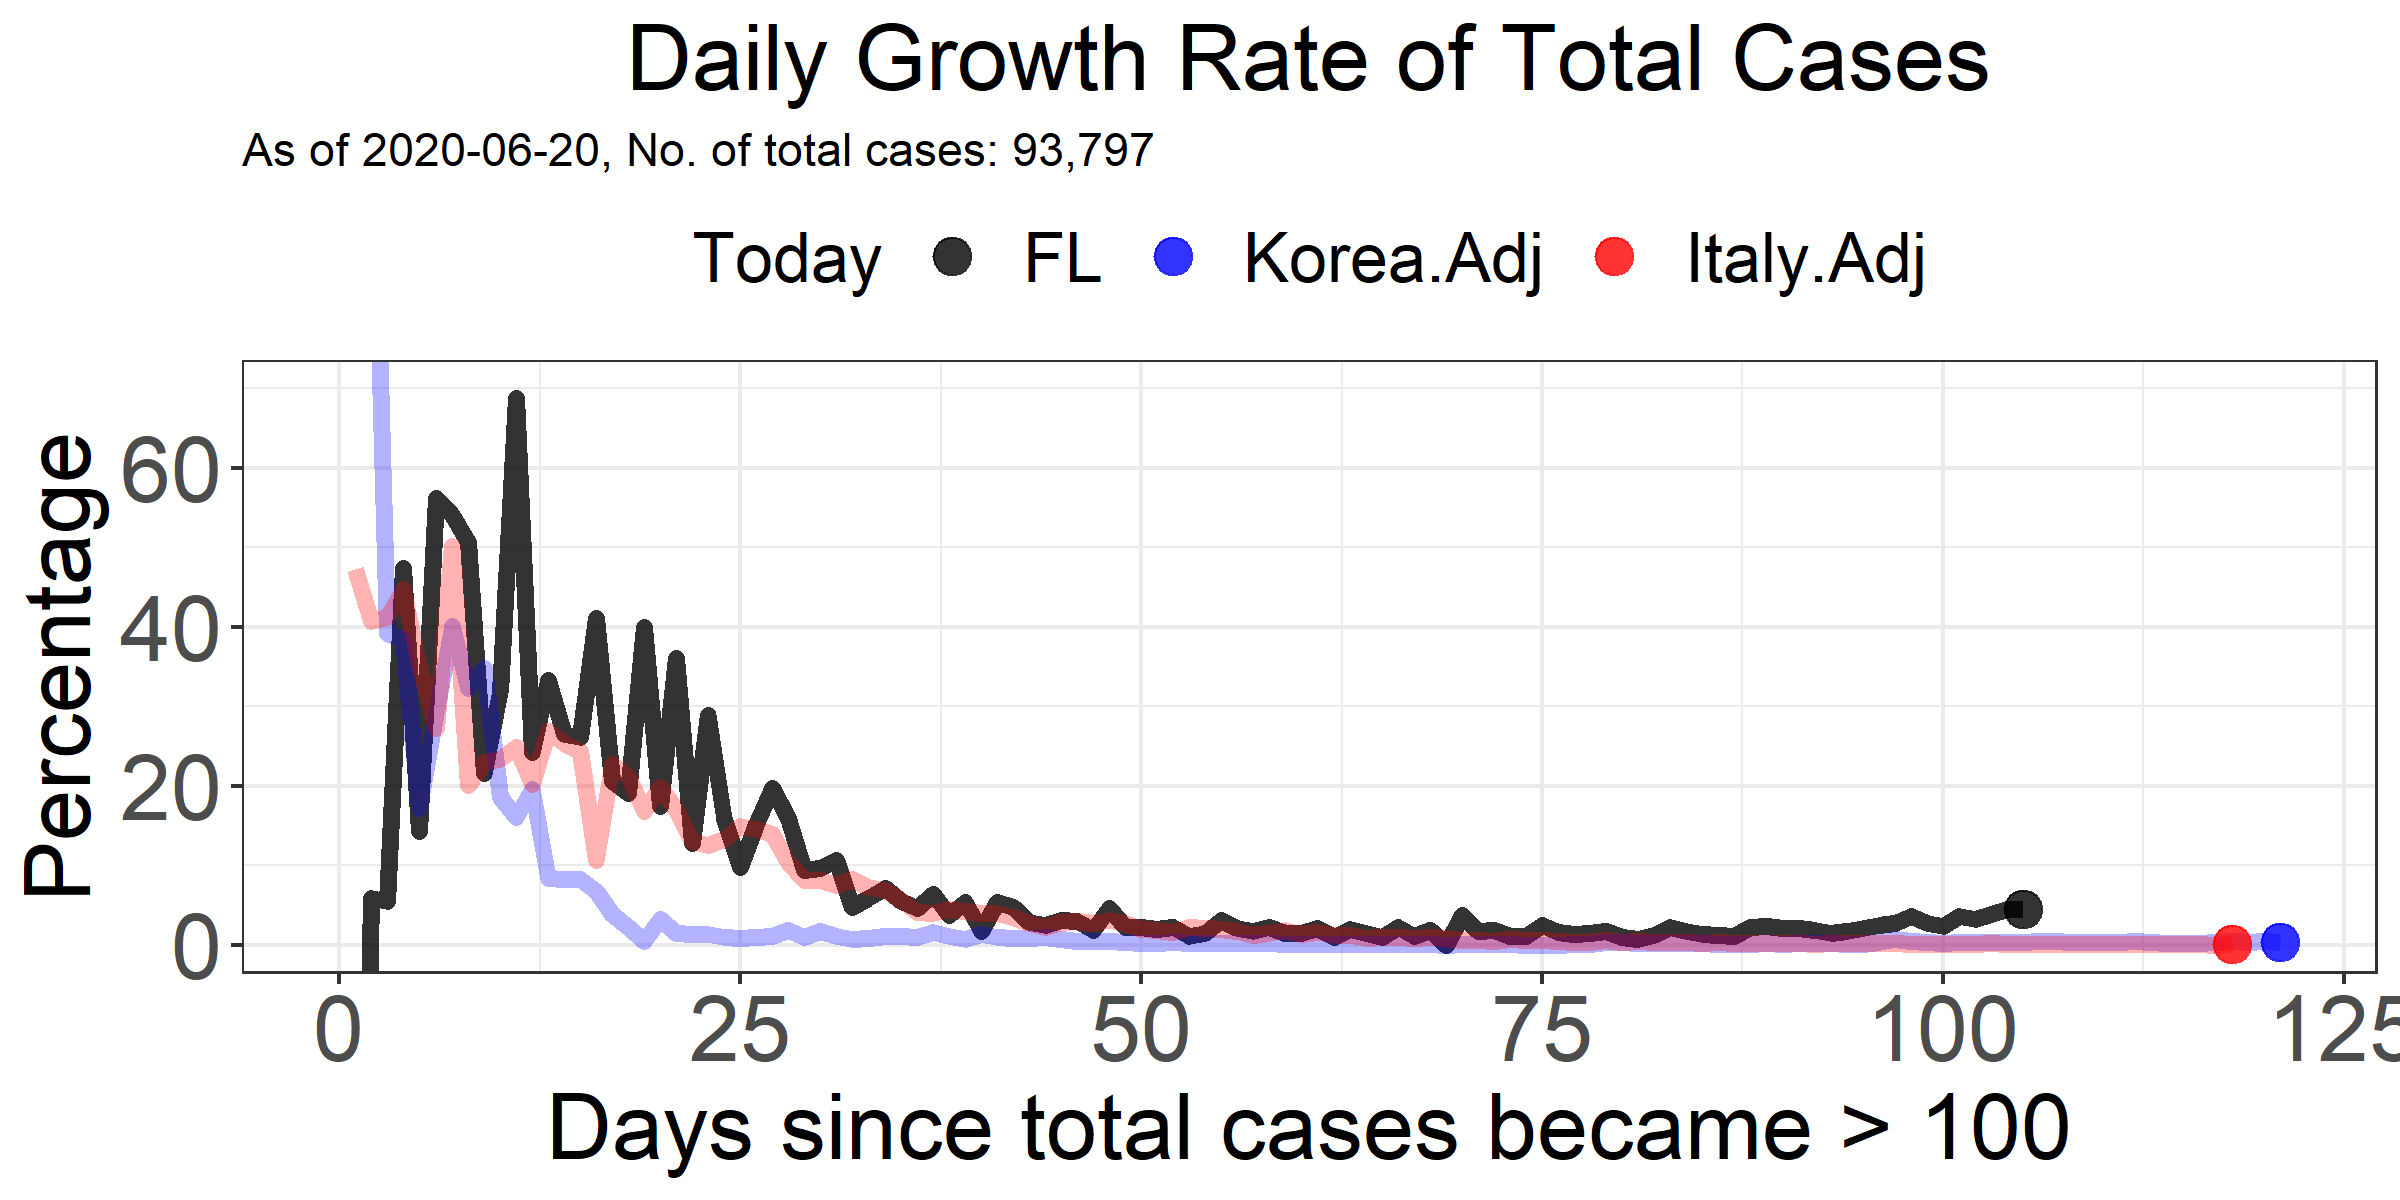 Daily Growth Rate of Total Cases
As of 2020-06-20, No. of total cases: 93,797
Today FL Korea.Adj Italy.Adj
Percentage
60
40
20
0
0 25 50 75 100 125
Days since total cases became > 100